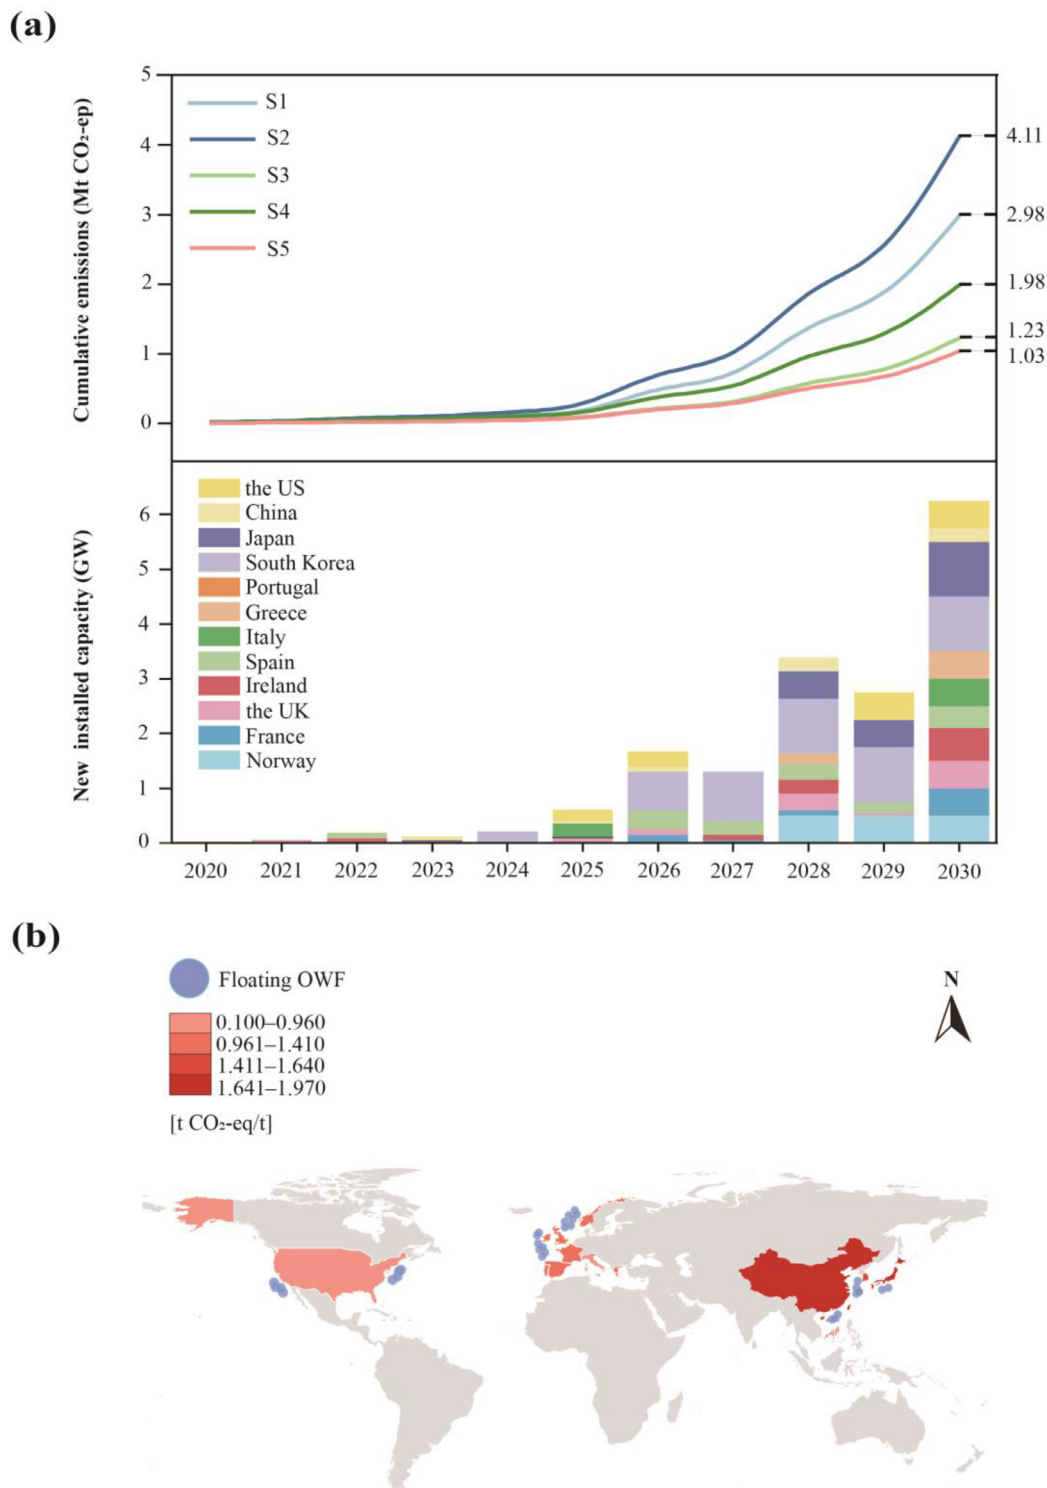 (a)
Cumulative emissions (Mt CO₂-ep)
5
4
3
2
1
0
S1
S2
S3
S4
S5
4.11
2.98
1.98
1.23
1.03
New installed capacity (GW)
6
5
4
3
2
1
0
the US
China
Japan
South Korea
Portugal
Greece
Italy
Spain
Ireland
the UK
France
Norway
2020 2021 2022 2023 2024 2025 2026 2027 2028 2029 2030
(b)
Floating OWF
0.100–0.960
0.961–1.410
1.411–1.640
1.641–1.970
[t CO₂-eq/t]
N